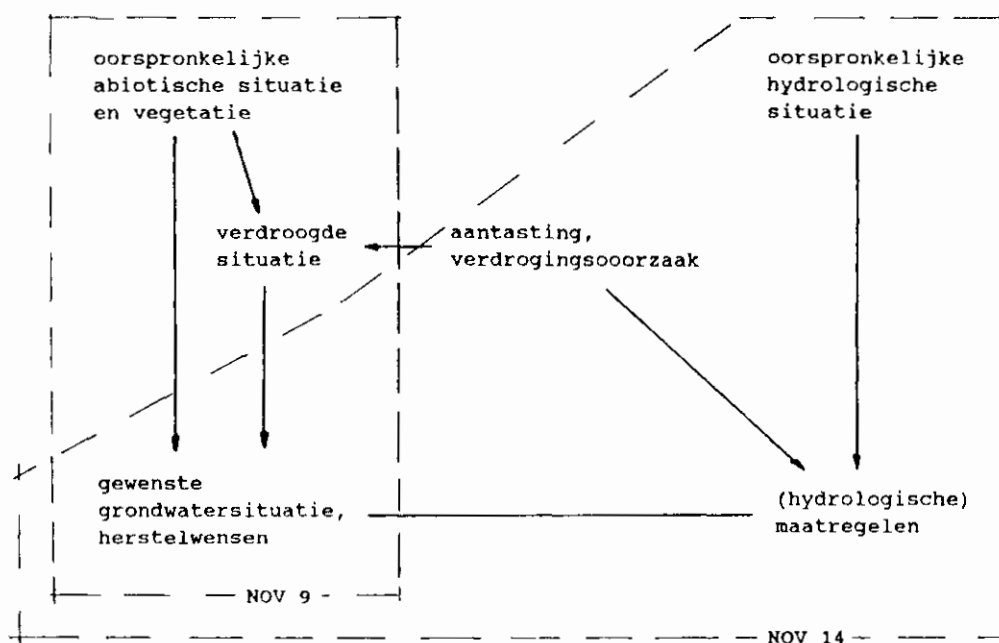 oorspronkelijke
abiotische situatie
en vegetatie
oorspronkelijke
hydrologische
situatie
verdroogde
situatie
aantasting,
verdrogingsooorzaak
gewenste
grondwatersituatie,
herstelwensen
(hydrologische)
maatregelen
NOV 9
NOV 14